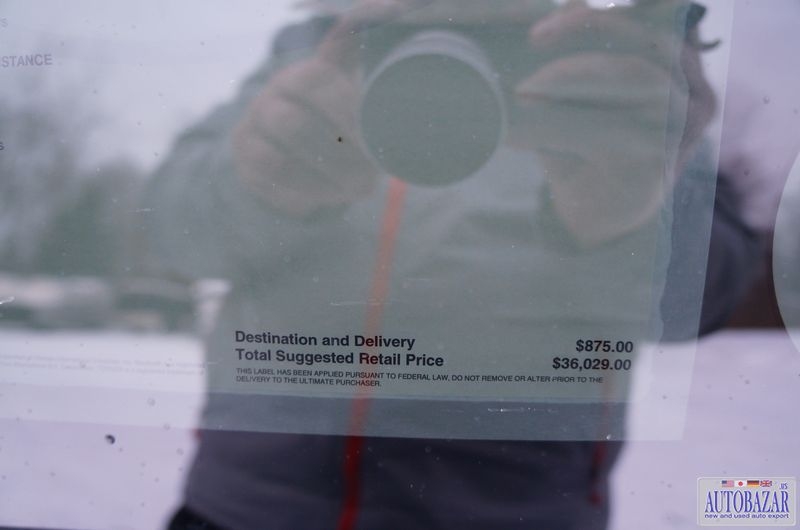 STANCE
Destination and Delivery $875.00
Total Suggested Retail Price $36,029.00
THIS LABEL HAS BEEN APPLIED PURSUANT TO FEDERAL LAW, DO NOT REMOVE OR ALTER PRIOR TO THE
DELIVERY TO THE ULTIMATE PURCHASER.
AUTOBAZAR.US
new and used auto export